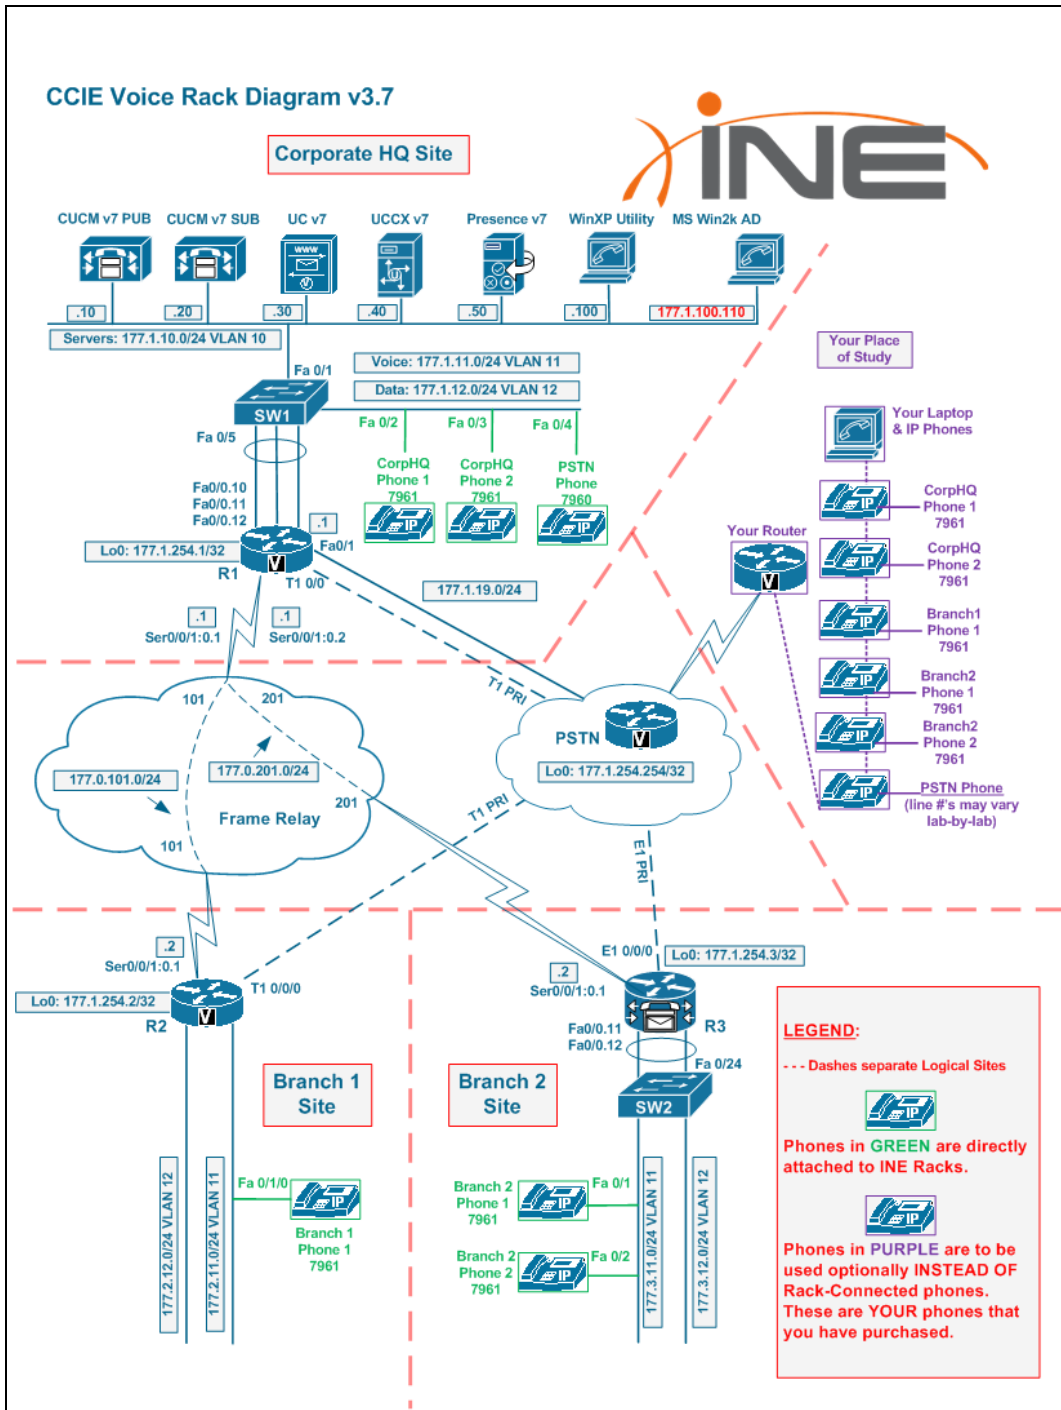 CCIE Voice Rack Diagram v3.7
iNE
Corporate HQ Site
CUCM v7 PUB
CUCM v7 SUB
UC v7
UCCX v7
Presence v7
WinXP Utility
MS Win2k AD
WWW
V
U
.10
.20
.30
.40
.50
.100
177.1.100.110
Servers: 177.1.10.0/24 VLAN 10
Fa 0/1
Voice: 177.1.11.0/24 VLAN 11
Data: 177.1.12.0/24 VLAN 12
SW1
Fa 0/2
Fa 0/3
Fa 0/4
Fa 0/5
CorpHQ
Phone 1
7961
IP
CorpHQ
Phone 2
7961
IP
PSTN
Phone
7960
IP
Fa0/0.10
Fa0/0.11
Fa0/0.12
.1
Fa0/1
Lo0: 177.1.254.1/32
V
R1
T1 0/0
177.1.19.0/24
.1
Ser0/0/1:0.1
.1
Ser0/0/1:0.2
Your Place
of Study
Your Laptop
& IP Phones
Your Router
V
IP
CorpHQ
Phone 1
7961
IP
CorpHQ
Phone 2
7961
IP
Branch1
Phone 1
7961
IP
Branch2
Phone 1
7961
IP
Branch2
Phone 2
7961
IP
PSTN Phone
(line #'s may vary
lab-by-lab)
101
201
T1 PRI
177.0.101.0/24
177.0.201.0/24
201
Frame Relay
101
PSTN
V
Lo0: 177.1.254.254/32
T1 PRI
E1 PRI
.2
Ser0/0/1:0.1
Lo0: 177.1.254.2/32
T1 0/0/0
V
R2
Branch 1
Site
177.2.12.0/24 VLAN 12
177.2.11.0/24 VLAN 11
Fa 0/1/0
IP
Branch 1
Phone 1
7961
E1 0/0/0
Lo0: 177.1.254.3/32
.2
Ser0/0/1:0.1
R3
Fa0/0.11
Fa0/0.12
Fa 0/24
SW2
Branch 2
Site
Branch 2
Phone 1
7961
IP
Fa 0/1
Branch 2
Phone 2
7961
IP
Fa 0/2
177.3.11.0/24 VLAN 11
177.3.12.0/24 VLAN 12
LEGEND:
- - - Dashes separate Logical Sites
IP
Phones in GREEN are directly
attached to INE Racks.
IP
Phones in PURPLE are to be
used optionally INSTEAD OF
Rack-Connected phones.
These are YOUR phones that
you have purchased.